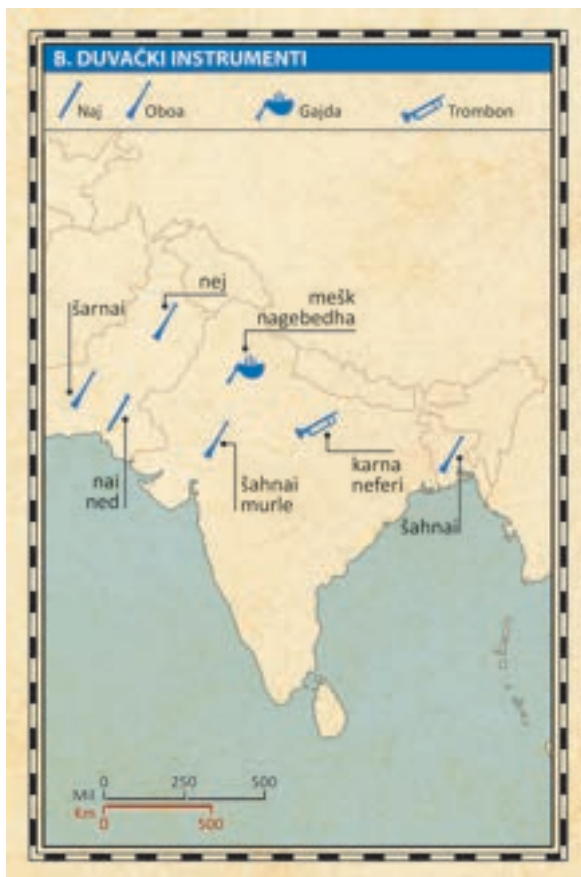 B. DUVAČKI INSTRUMENTI
Naj Oboa Gajda Trombon
nej
šarnai
mešk
nagebedha
nai
ned
šahnai
murle
karna
neferi
šahnai
0 250 500
Mil
Km
0 500